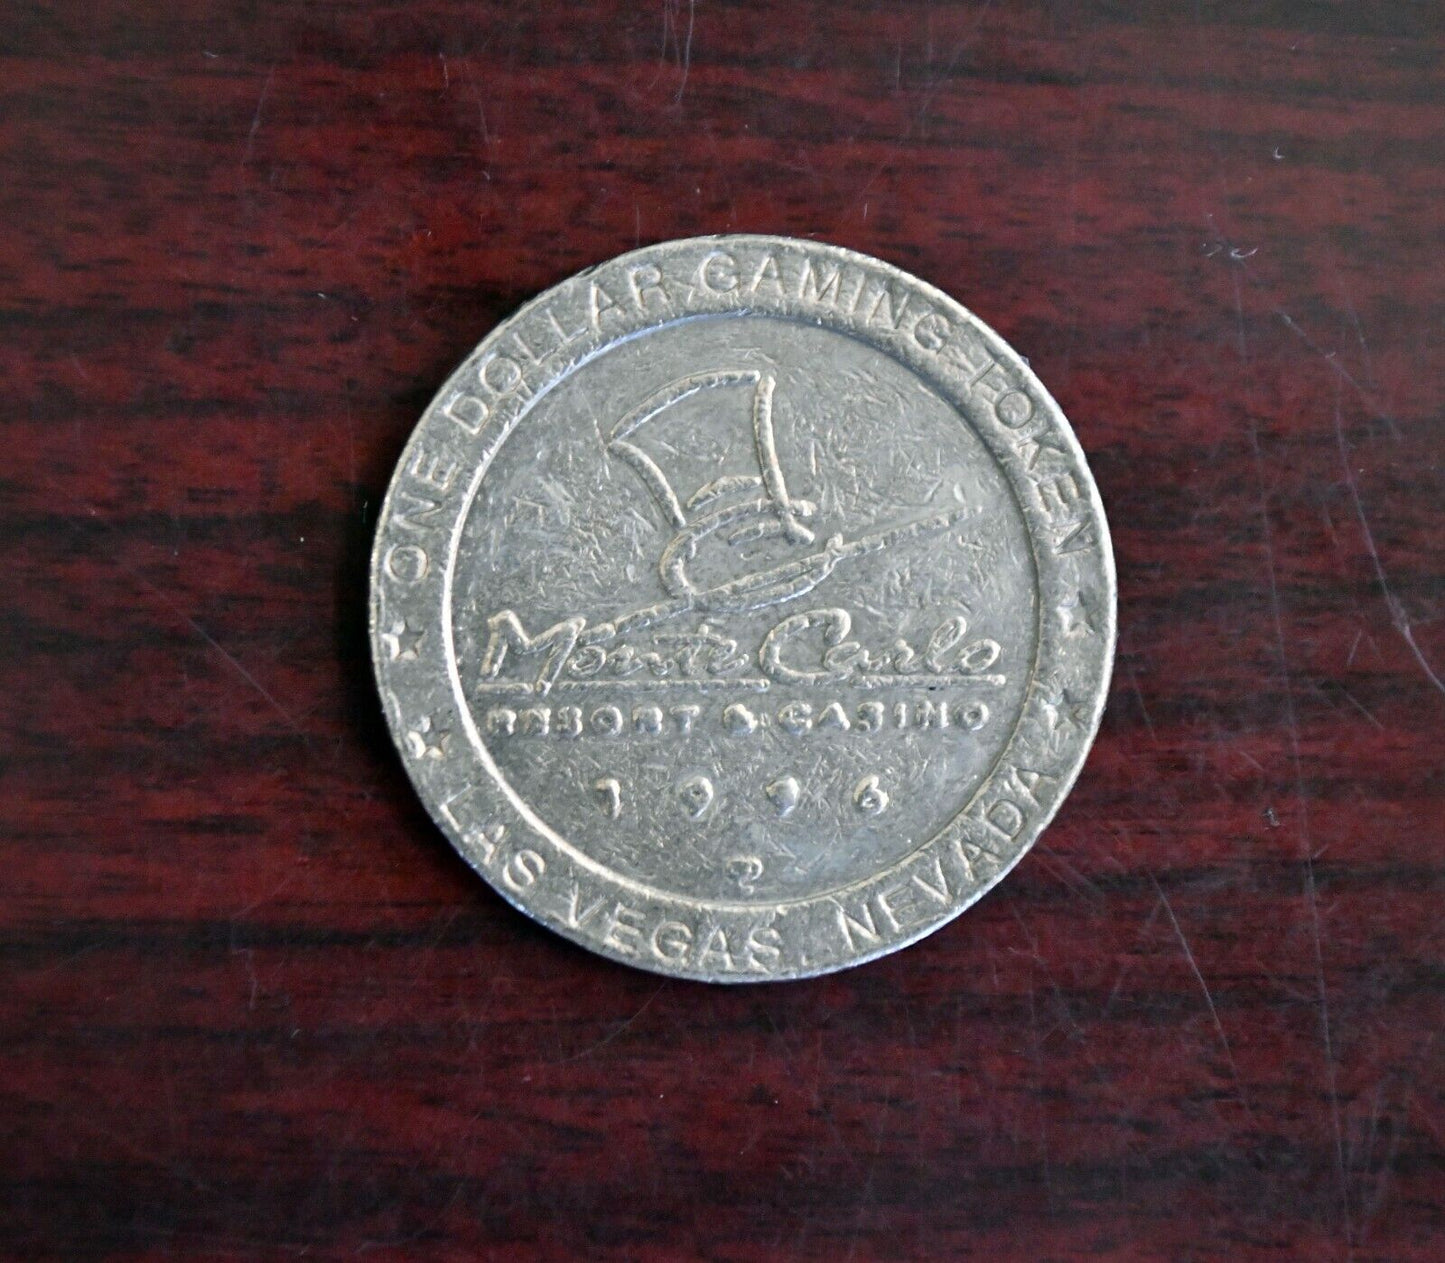 ONE DOLLAR GAMING TOKEN
Monte Carlo
RESORT & CASINO
1996
LAS VEGAS, NEVADA